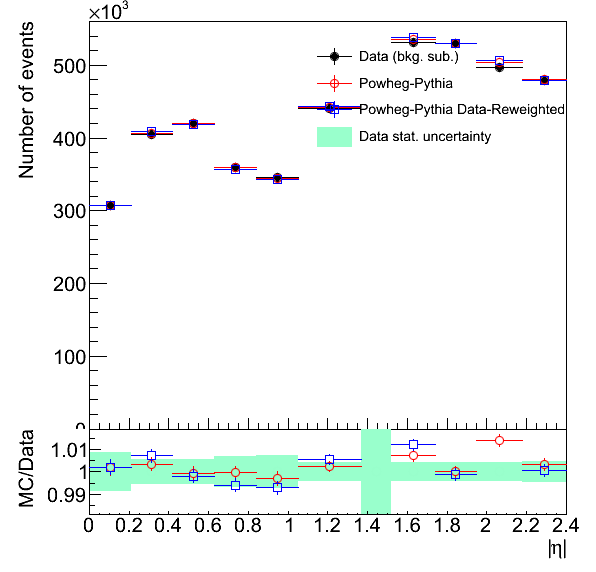 ×10³
Number of events
500
400
300
200
100
0
Data (bkg. sub.)
Powheg-Pythia
Powheg-Pythia Data-Reweighted
Data stat. uncertainty
MC/Data
1.01
1
0.99
0 0.2 0.4 0.6 0.8 1 1.2 1.4 1.6 1.8 2 2.2 2.4
|η|